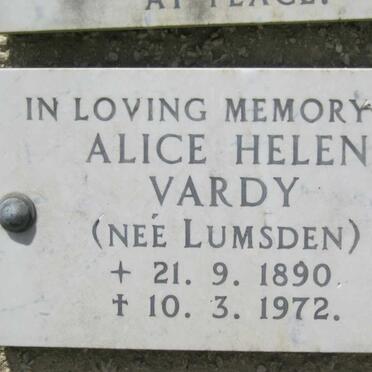 AT PEACE.
IN LOVING MEMORY
ALICE HELEN
VARDY
(NEÉ LUMSDEN)
+ 21. 9. 1890
† 10. 3. 1972.